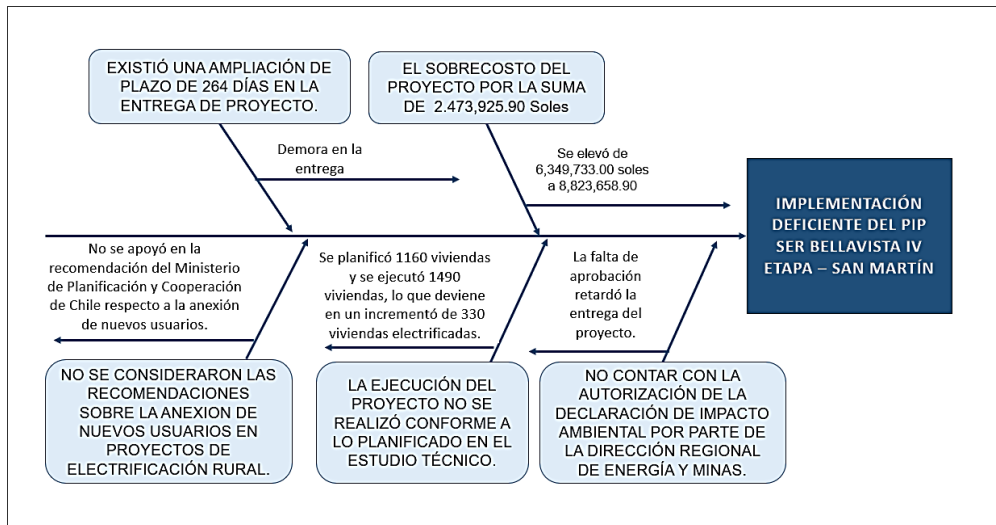 EXISTIÓ UNA AMPLIACIÓN DE
PLAZO DE 264 DÍAS EN LA
ENTREGA DE PROYECTO.
EL SOBRECOSTO DEL
PROYECTO POR LA SUMA
DE 2.473,925.90 Soles
Demora en la
entrega
Se elevó de
6,349,733.00 soles
a 8,823,658.90
IMPLEMENTACIÓN
DEFICIENTE DEL PIP
SER BELLAVISTA IV
ETAPA – SAN MARTÍN
No se apoyó en la
recomendación del Ministerio
de Planificación y Cooperación
de Chile respecto a la anexión
de nuevos usuarios.
Se planificó 1160 viviendas
y se ejecutó 1490
viviendas, lo que deviene
en un incrementó de 330
viviendas electrificadas.
La falta de
aprobación
retardó la
entrega del
proyecto.
NO SE CONSIDERARON LAS
RECOMENDACIONES
SOBRE LA ANEXION DE
NUEVOS USUARIOS EN
PROYECTOS DE
ELECTRIFICACIÓN RURAL.
LA EJECUCIÓN DEL
PROYECTO NO SE
REALIZÓ CONFORME A
LO PLANIFICADO EN EL
ESTUDIO TÉCNICO.
NO CONTAR CON LA
AUTORIZACIÓN DE LA
DECLARACIÓN DE IMPACTO
AMBIENTAL POR PARTE DE
LA DIRECCIÓN REGIONAL
DE ENERGÍA Y MINAS.